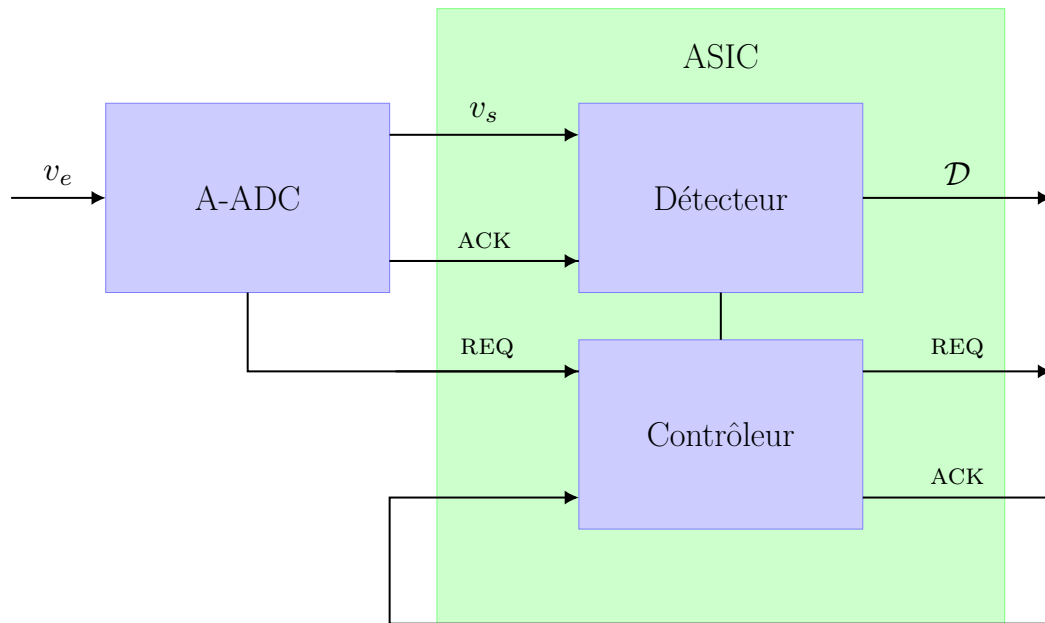 ASIC
v_s
v_e
A-ADC
Détecteur
𝒟
ACK
REQ
REQ
Contrôleur
ACK